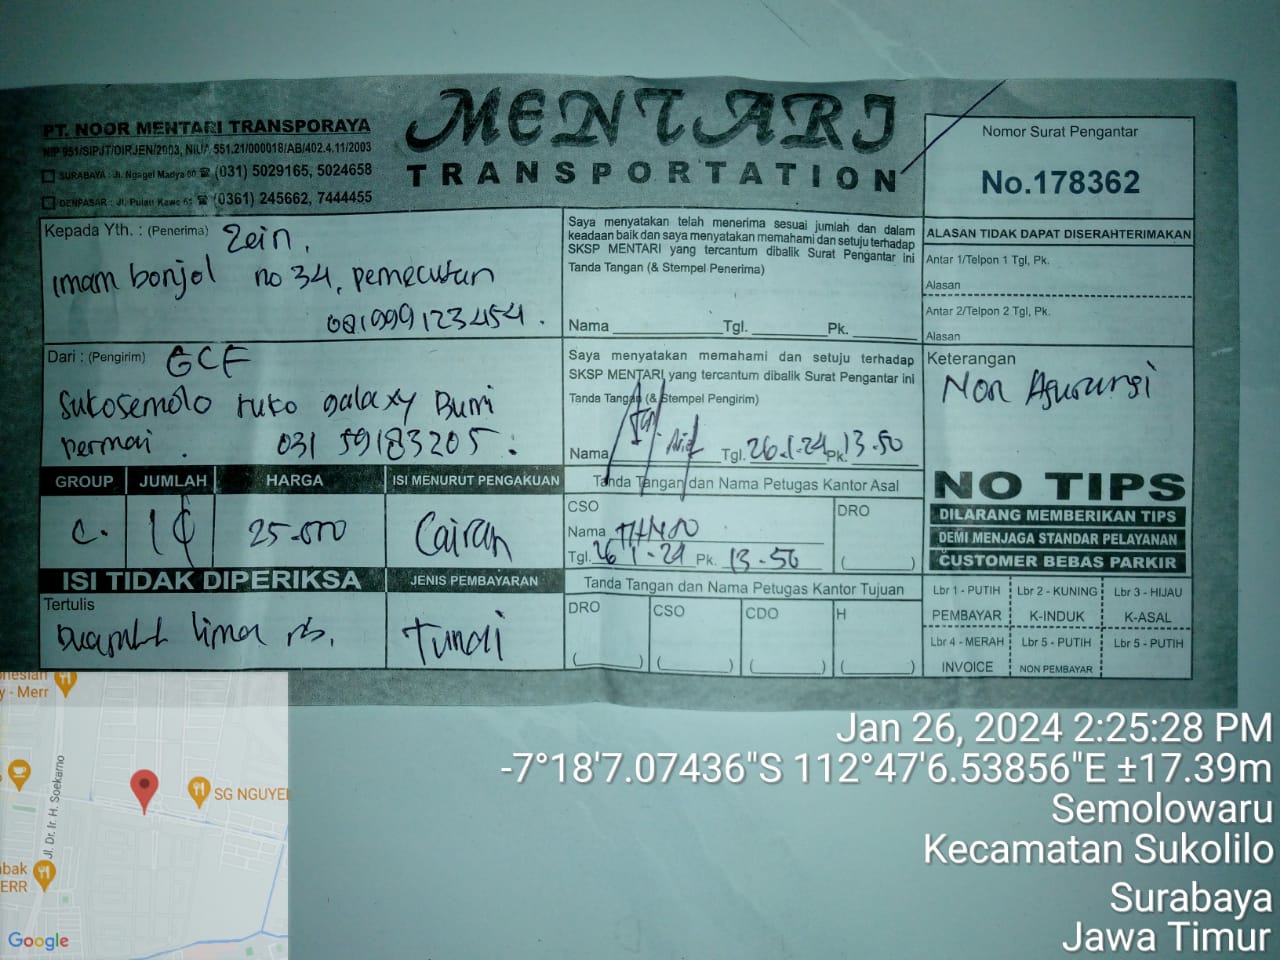 PT. NOOR MENTARI TRANSPORAYA
NIP 951/SIPJT/DIRJEN/2003, NIUA 551.21/000018/AB/402.4.11/2003
SURABAYA : Jl. Ngagel Madya 60 ☎ (031) 5029165, 5024658
DENPASAR : Jl. Pulau Kawe 65 ☎ (0361) 245662, 7444455
MENTARI
TRANSPORTATION
Nomor Surat Pengantar
No.178362
Kepada Yth. : (Penerima) Zein.
imam bonjol no 34, pemecutan
081999123454.
Saya menyatakan telah menerima sesuai jumlah dan dalam
keadaan baik dan saya menyatakan memahami dan setuju terhadap
SKSP MENTARI yang tercantum dibalik Surat Pengantar ini
Tanda Tangan (& Stempel Penerima)
Nama Tgl. Pk.
ALASAN TIDAK DAPAT DISERAHTERIMAKAN
Antar 1/Telpon 1 Tgl, Pk.
Alasan
Antar 2/Telpon 2 Tgl, Pk.
Alasan
Dari : (Pengirim) GCF
Sukosemolo ruko galaxy Bumi
permai. 031 59183205.
Saya menyatakan memahami dan setuju terhadap
SKSP MENTARI yang tercantum dibalik Surat Pengantar ini
Tanda Tangan (& Stempel Pengirim)
Nama Tgl. 26.1.24 Pk. 13.50
Keterangan
Non Asuransi
GROUP JUMLAH HARGA ISI MENURUT PENGAKUAN
C. 1 25.000 Cairan
Tanda Tangan dan Nama Petugas Kantor Asal
CSO
Nama
Tgl. 26 1.24 Pk. 13.56
DRO
NO TIPS
DILARANG MEMBERIKAN TIPS
DEMI MENJAGA STANDAR PELAYANAN
CUSTOMER BEBAS PARKIR
ISI TIDAK DIPERIKSA JENIS PEMBAYARAN
Tertulis
lima rb. Tunai
Tanda Tangan dan Nama Petugas Kantor Tujuan
DRO CSO CDO H
Lbr 1 - PUTIH Lbr 2 - KUNING Lbr 3 - HIJAU
PEMBAYAR K-INDUK K-ASAL
Lbr 4 - MERAH Lbr 5 - PUTIH Lbr 5 - PUTIH
INVOICE NON PEMBAYAR
y - Merr
Jl. Dr. Ir. H. Soekarno
SG NGUYE
ERR
Google
Jan 26, 2024 2:25:28 PM
-7°18'7.07436"S 112°47'6.53856"E ±17.39m
Semolowaru
Kecamatan Sukolilo
Surabaya
Jawa Timur